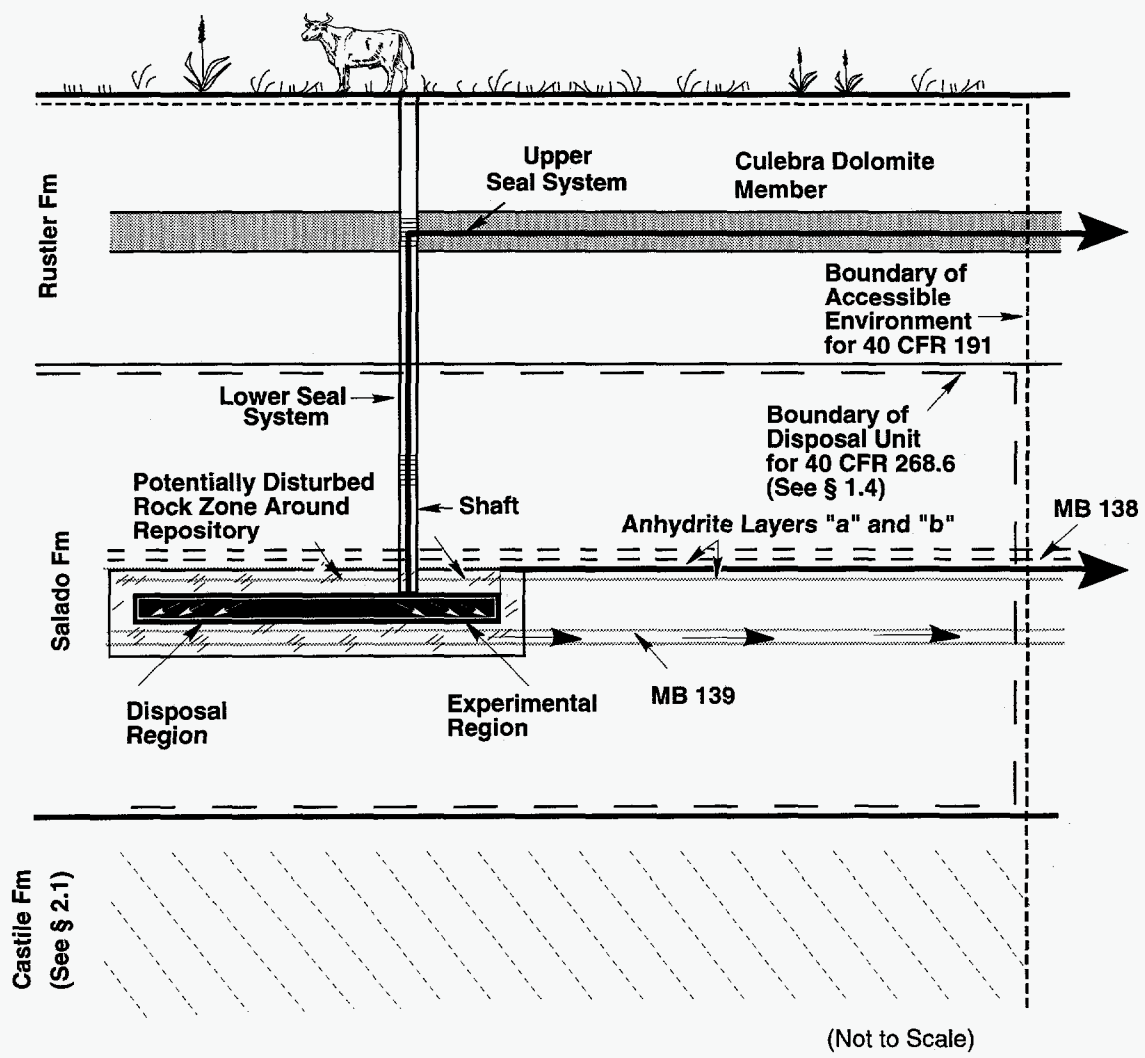 Upper
Seal System
Culebra Dolomite
Member
Rustler Fm
Boundary of
Accessible
Environment
for 40 CFR 191
Lower Seal
System
Boundary of
Disposal Unit
for 40 CFR 268.6
(See § 1.4)
Potentially Disturbed
Rock Zone Around
Repository
Shaft
Anhydrite Layers "a" and "b"
MB 138
Salado Fm
MB 139
Disposal
Region
Experimental
Region
Castile Fm
(See § 2.1)
(Not to Scale)